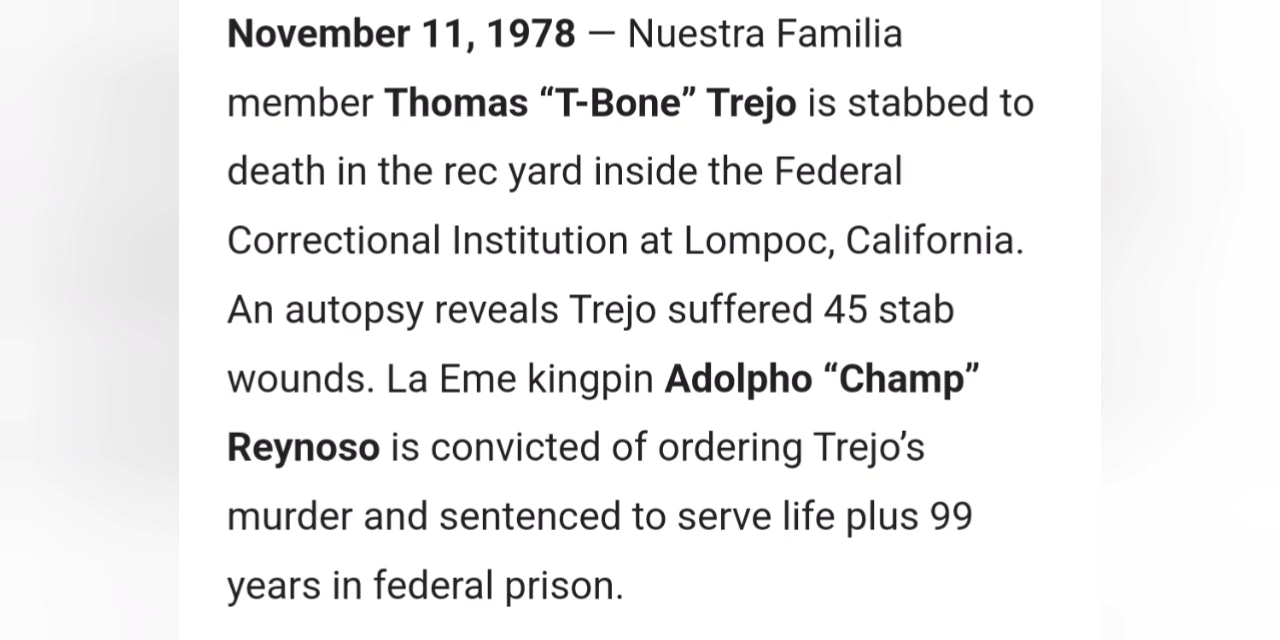 November 11, 1978 — Nuestra Familia
member Thomas “T-Bone” Trejo is stabbed to
death in the rec yard inside the Federal
Correctional Institution at Lompoc, California.
An autopsy reveals Trejo suffered 45 stab
wounds. La Eme kingpin Adolpho “Champ”
Reynoso is convicted of ordering Trejo’s
murder and sentenced to serve life plus 99
years in federal prison.